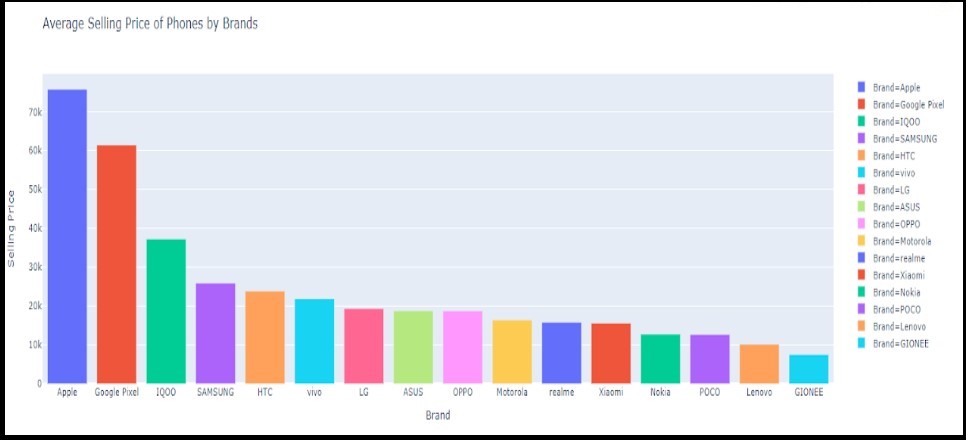 Average Selling Price of Phones by Brands
Selling Price
70k
60k
50k
40k
30k
20k
10k
0
Apple Google Pixel IQOO SAMSUNG HTC vivo LG ASUS OPPO Motorola realme Xiaomi Nokia POCO Lenovo GIONEE
Brand
Brand=Apple
Brand=Google Pixel
Brand=IQOO
Brand=SAMSUNG
Brand=HTC
Brand=vivo
Brand=LG
Brand=ASUS
Brand=OPPO
Brand=Motorola
Brand=realme
Brand=Xiaomi
Brand=Nokia
Brand=POCO
Brand=Lenovo
Brand=GIONEE